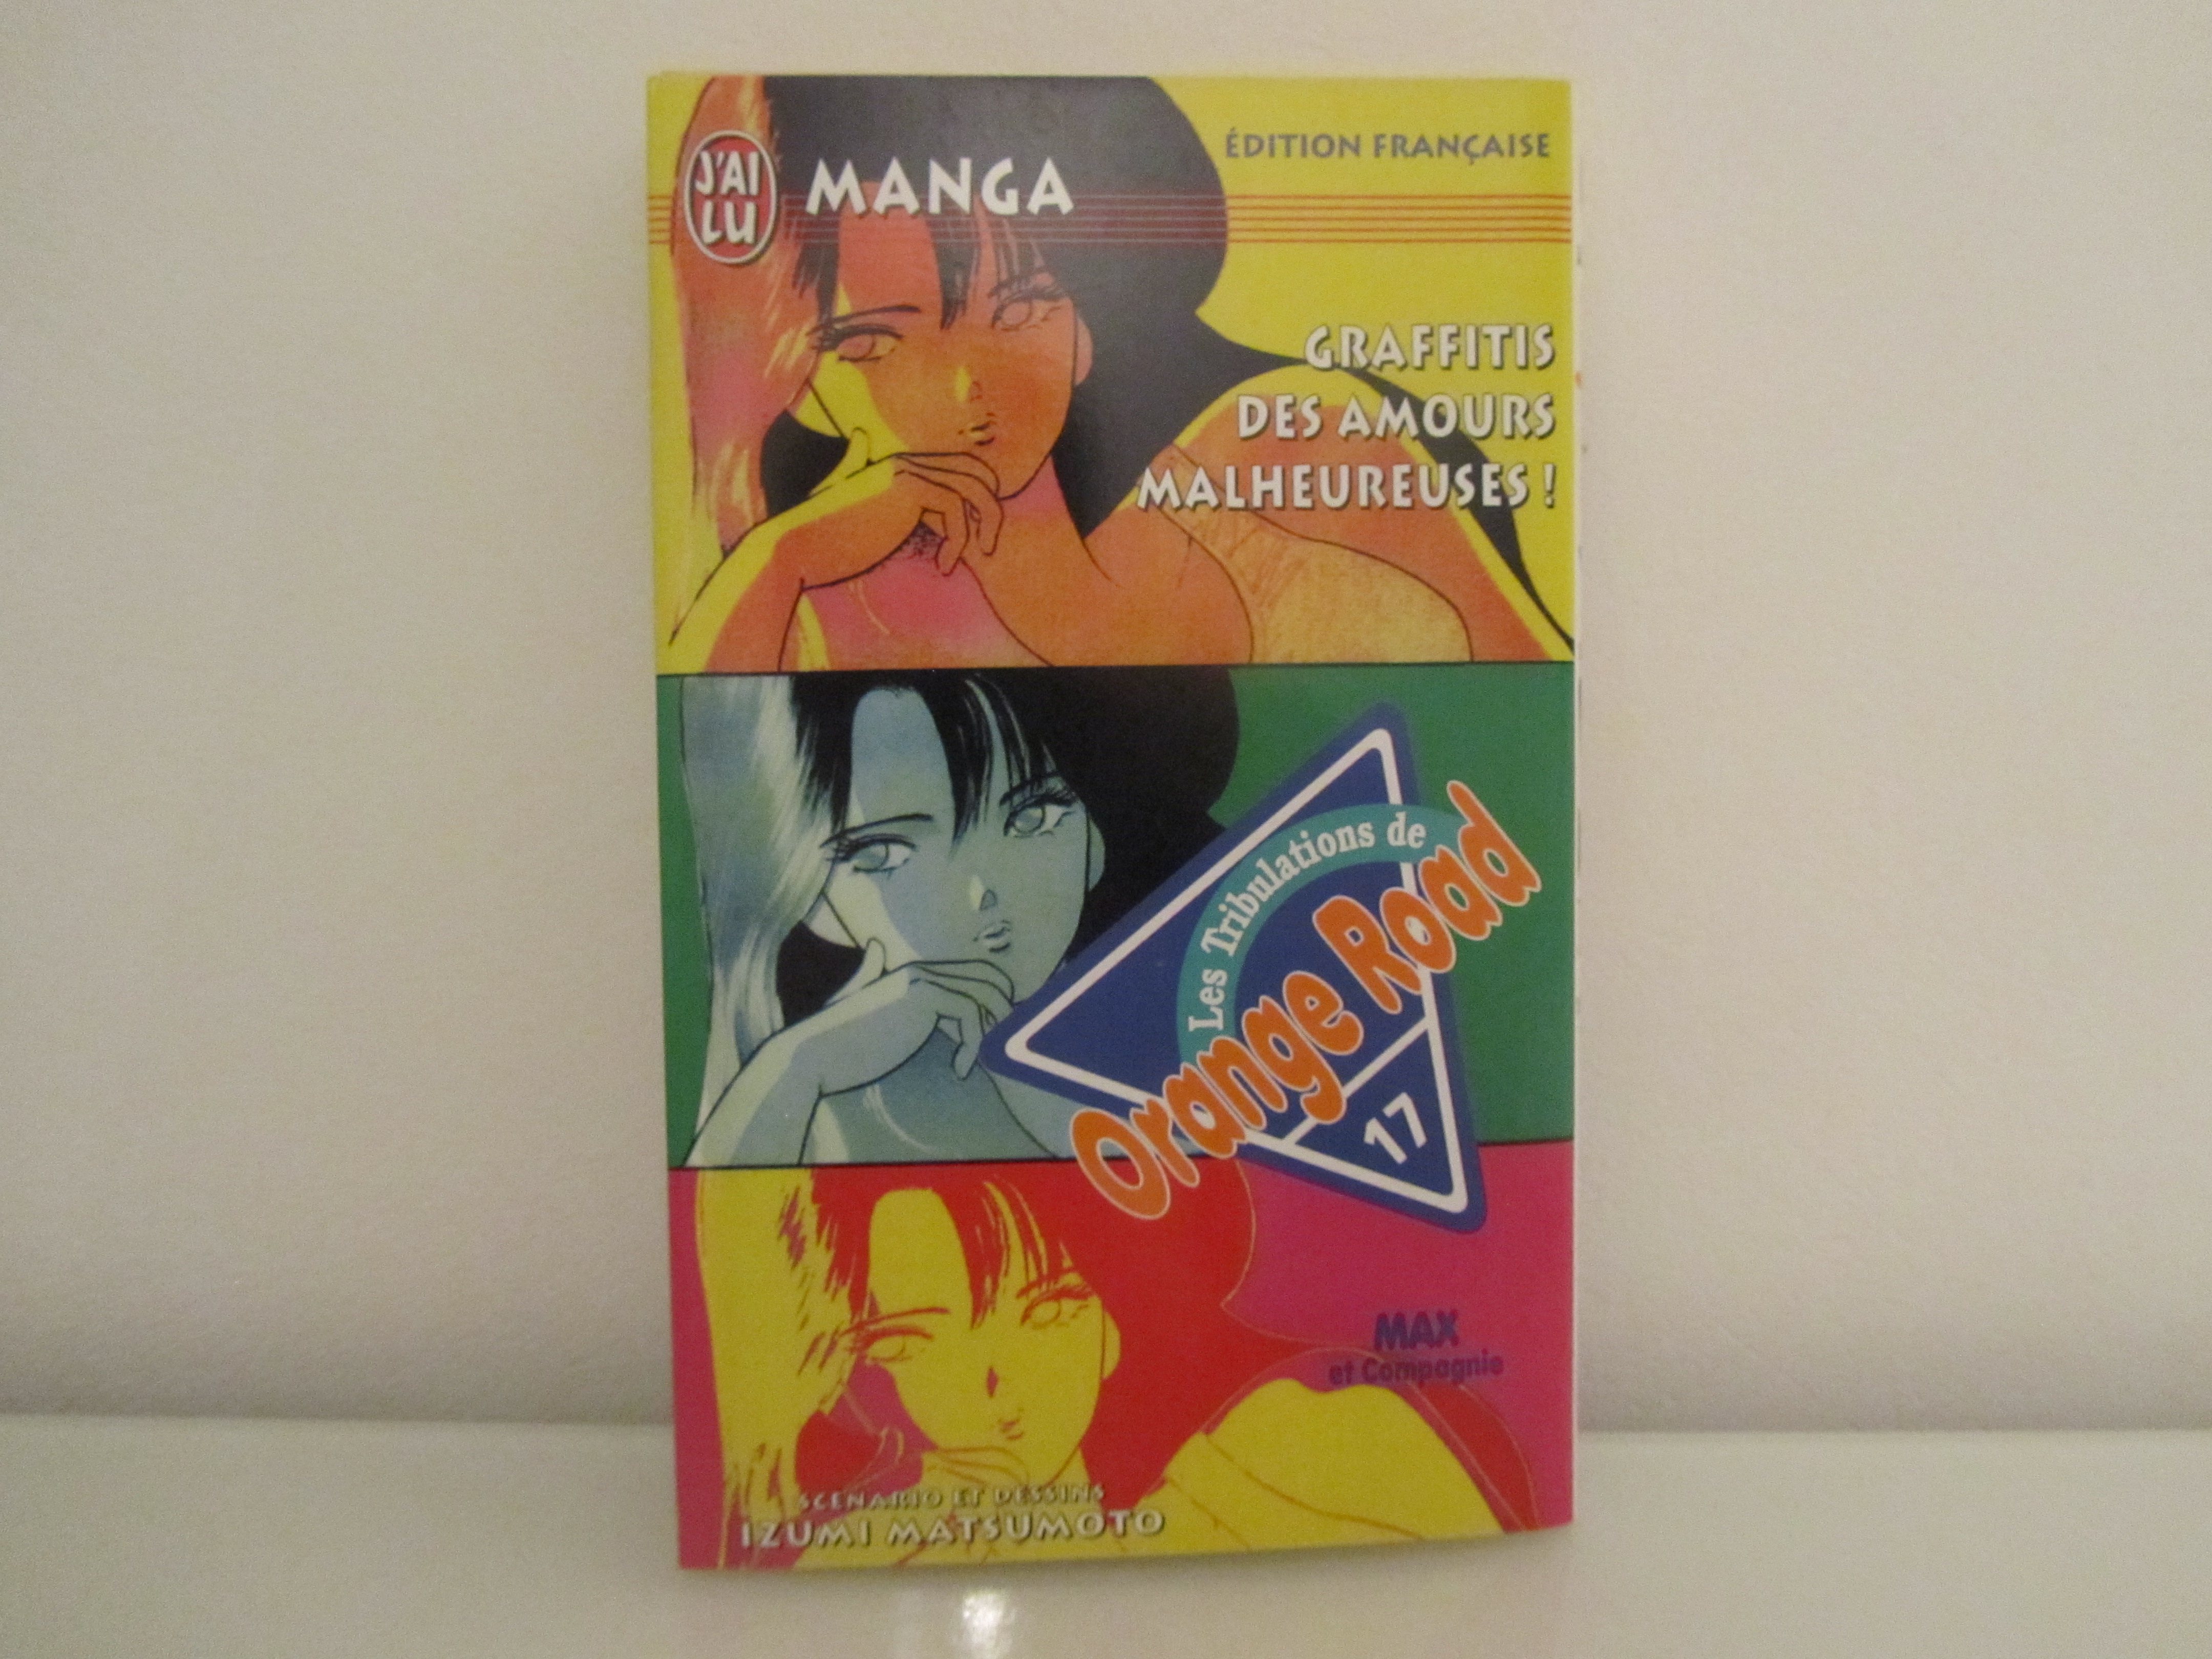 J'AI
LU
MANGA
ÉDITION FRANÇAISE
GRAFFITIS
DES AMOURS
MALHEUREUSES !
Les Tribulations de
Orange Road
17
MAX
et Compagnie
SCENARIO ET DESSINS
IZUMI MATSUMOTO